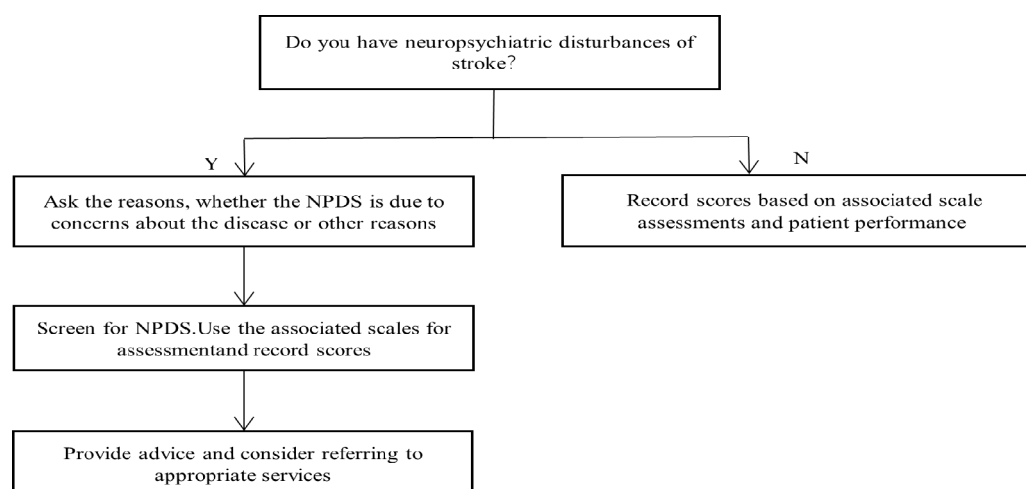 Do you have neuropsychiatric disturbances of
stroke?
Y
N
Ask the reasons, whether the NPDS is due to
concerns about the disease or other reasons
Record scores based on associated scale
assessments and patient performance
Screen for NPDS.Use the associated scales for
assessmentand record scores
Provide advice and consider referring to
appropriate services